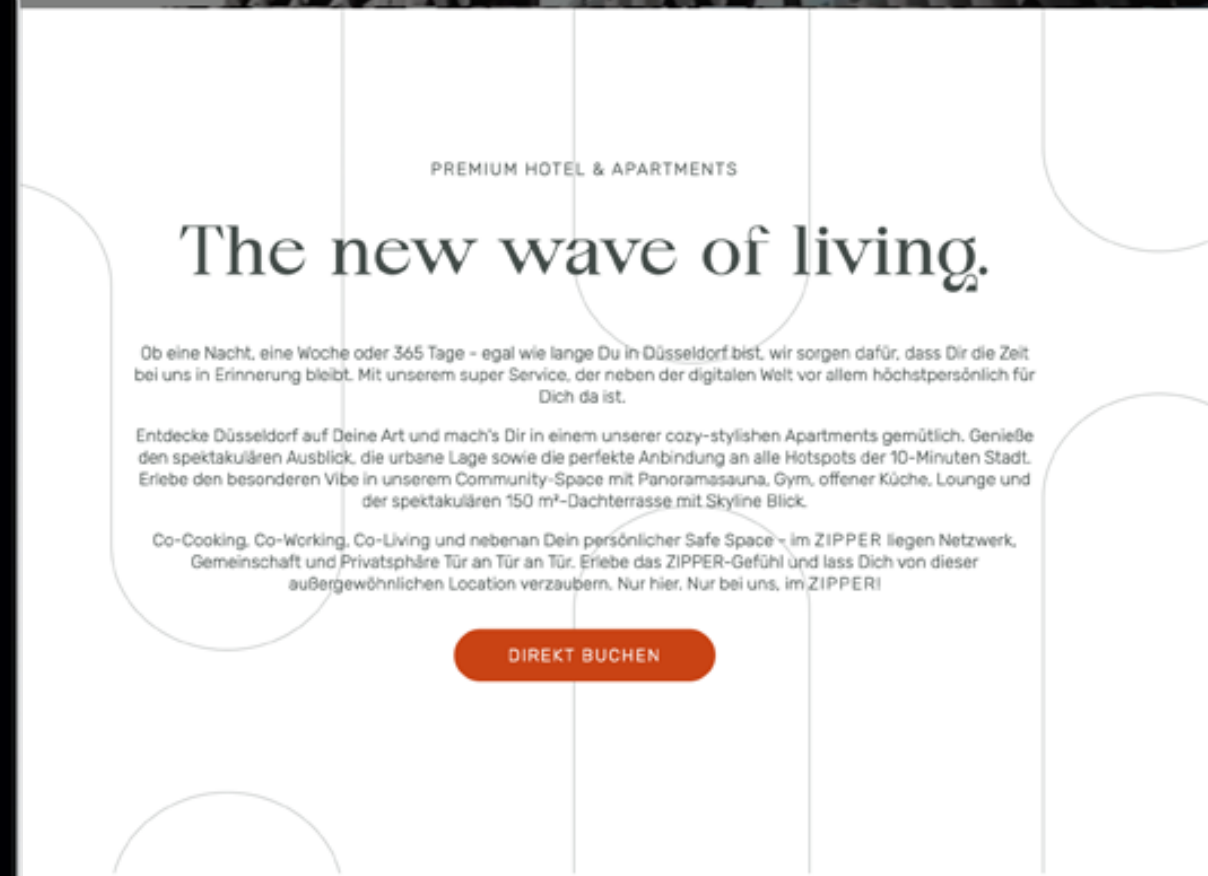 PREMIUM HOTEL & APARTMENTS
The new wave of living.
Ob eine Nacht, eine Woche oder 365 Tage – egal wie lange Du in Düsseldorf bist, wir sorgen dafür, dass Dir die Zeit
bei uns in Erinnerung bleibt. Mit unserem super Service, der neben der digitalen Welt vor allem höchstpersönlich für
Dich da ist.
Entdecke Düsseldorf auf Deine Art und mach's Dir in einem unserer cozy-stylishen Apartments gemütlich. Genieße
den spektakulären Ausblick, die urbane Lage sowie die perfekte Anbindung an alle Hotspots der 10-Minuten Stadt.
Erlebe den besonderen Vibe in unserem Community-Space mit Panoramasauna, Gym, offener Küche, Lounge und
der spektakulären 150 m²-Dachterrasse mit Skyline Blick.
Co-Cooking, Co-Working, Co-Living und nebenan Dein persönlicher Safe Space – im ZIPPER liegen Netzwerk,
Gemeinschaft und Privatsphäre Tür an Tür an Tür. Erlebe das ZIPPER-Gefühl und lass Dich von dieser
außergewöhnlichen Location verzaubern. Nur hier. Nur bei uns, im ZIPPER!
DIREKT BUCHEN